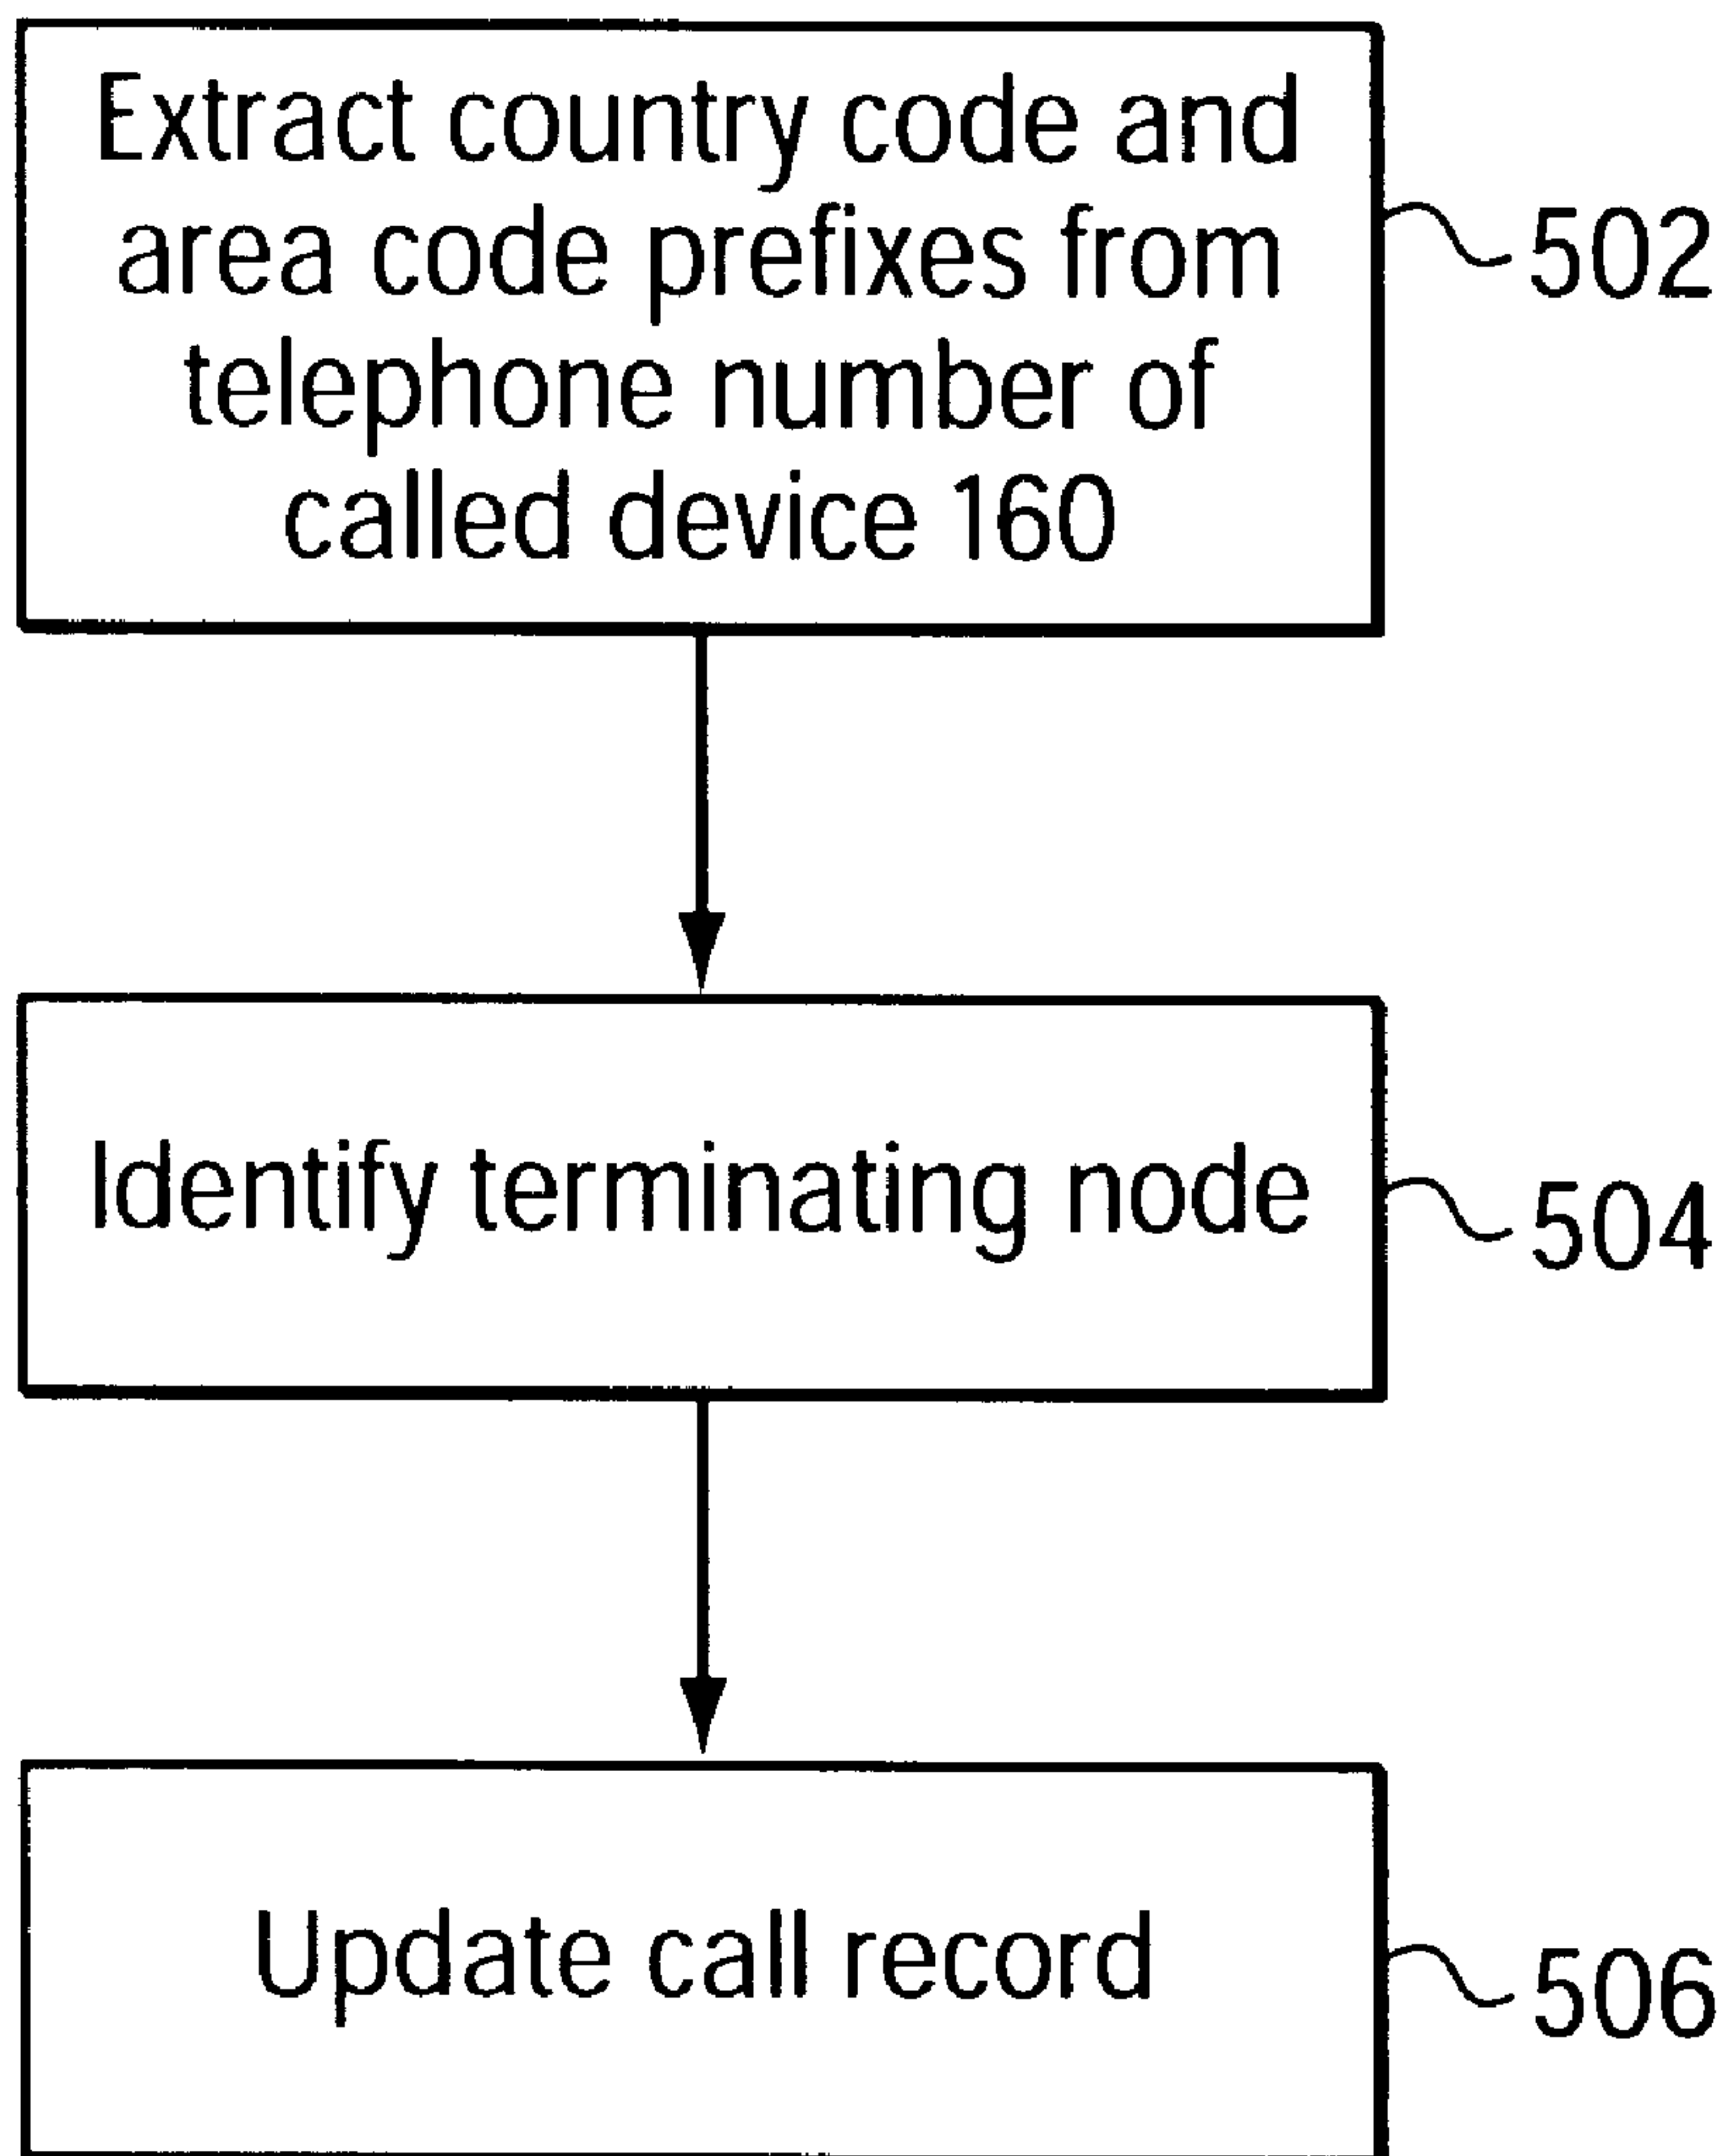 Extract country code and
area code prefixes from
telephone number of
called device 160
502
Identify terminating node
504
Update call record
506